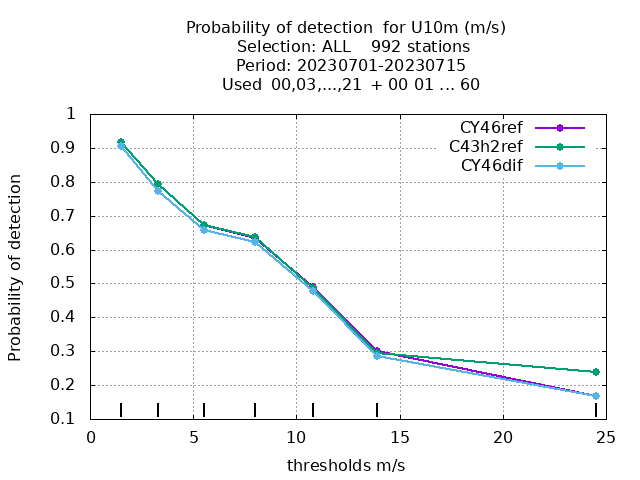 Probability of detection  for U10m (m/s)
Selection: ALL    992 stations
Period: 20230701-20230715
Used  00,03,...,21  + 00 01 ... 60
CY46ref
C43h2ref
CY46dif
Probability of detection
1
0.9
0.8
0.7
0.6
0.5
0.4
0.3
0.2
0.1
0 5 10 15 20 25
thresholds m/s